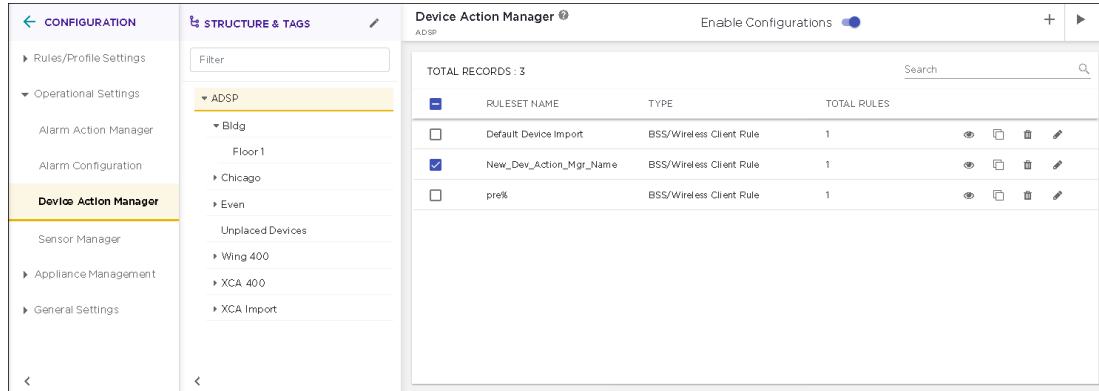 CONFIGURATION
Rules/Profile Settings
Operational Settings
Alarm Action Manager
Alarm Configuration
Device Action Manager
Sensor Manager
Appliance Management
General Settings
STRUCTURE & TAGS
Filter
ADSP
Bldg
Floor 1
Chicago
Even
Unplaced Devices
Wing 400
XCA 400
XCA Import
Device Action Manager
ADSP
Enable Configurations
TOTAL RECORDS : 3
Search
RULESET NAME TYPE TOTAL RULES
Default Device Import BSS/Wireless Client Rule 1
New_Dev_Action_Mgr_Name BSS/Wireless Client Rule 1
pre% BSS/Wireless Client Rule 1